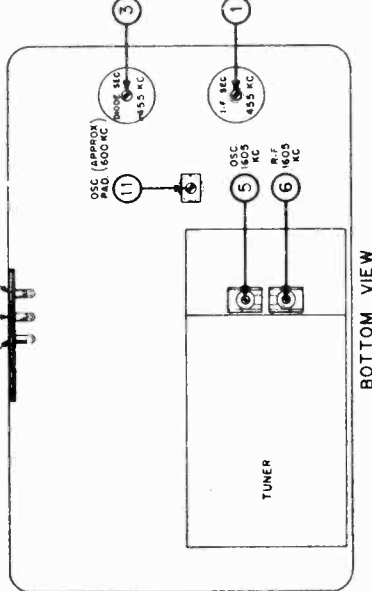 3
DIODE SEC.
455 KC
1
I-F SEC.
455 KC
OSC. (APPROX)
PAD. 600 KC
11
OSC.
1605
KC
5
R-F
1605
KC
6
TUNER
BOTTOM VIEW